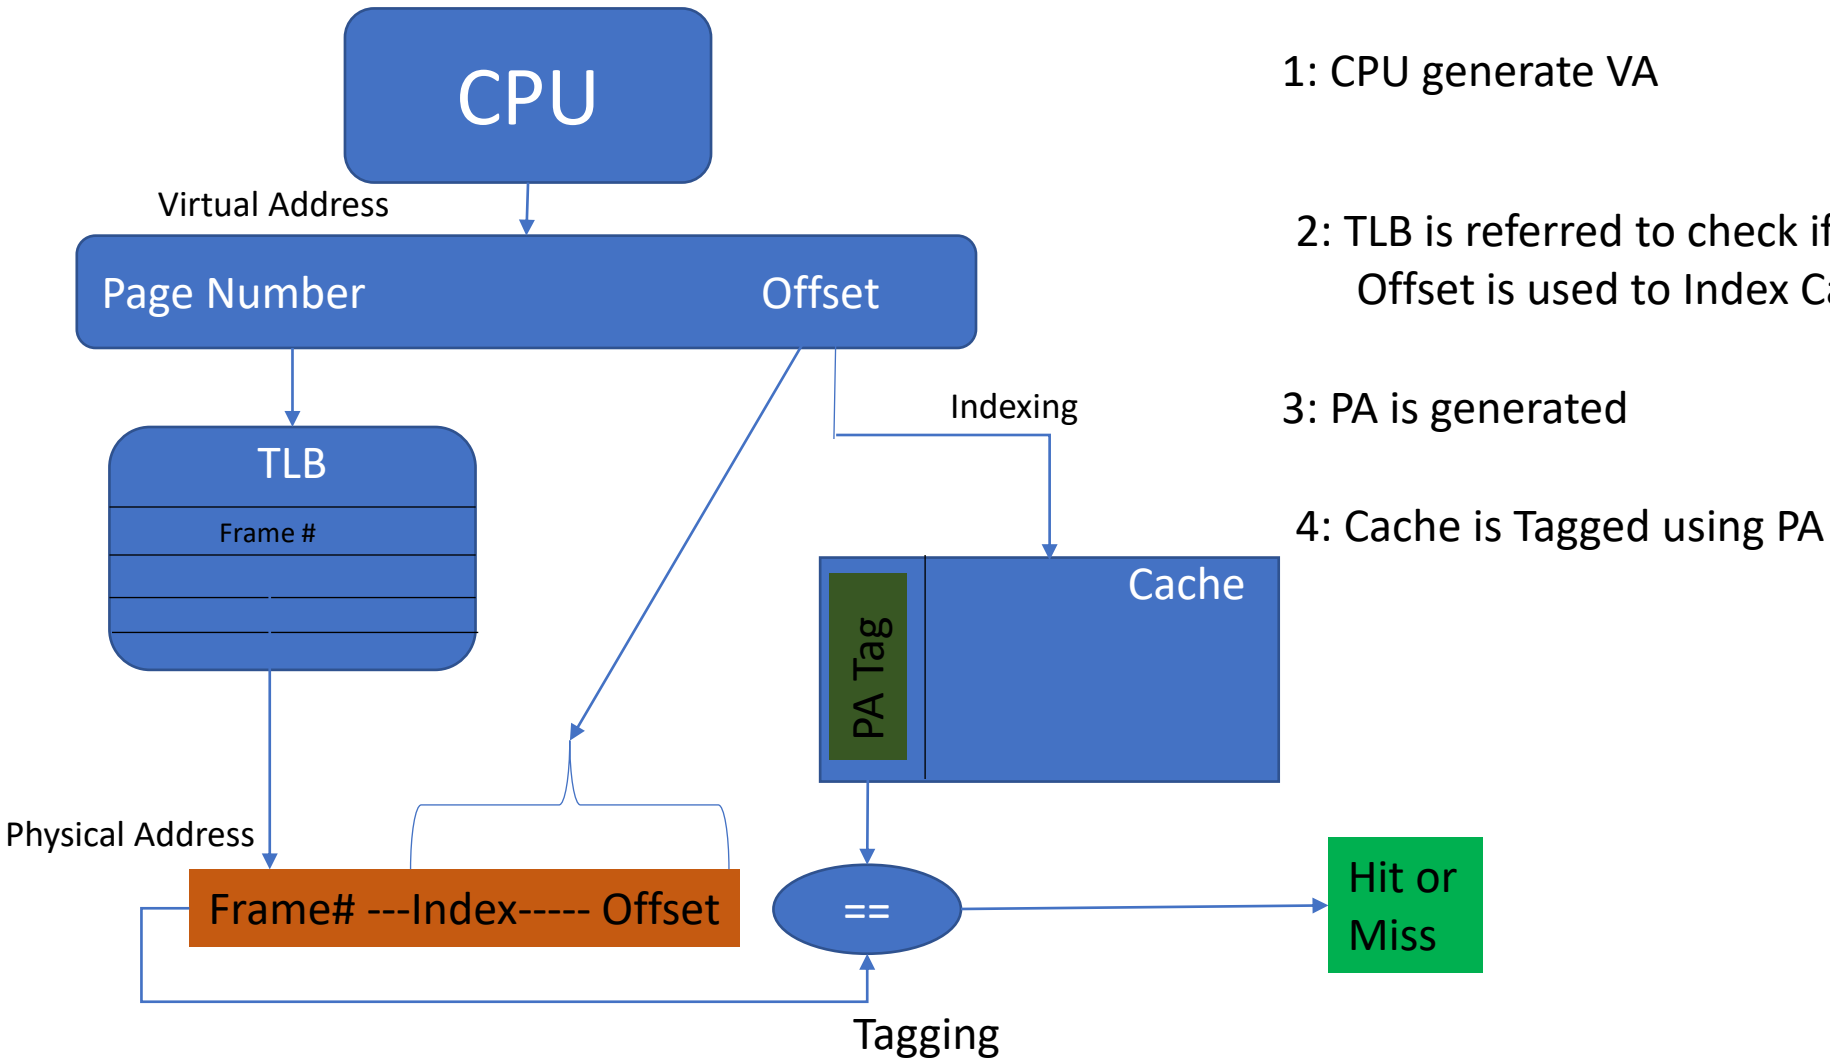 CPU
1: CPU generate VA
Virtual Address
2: TLB is referred to check if
Offset is used to Index
Page Number
Offset
Indexing
3: PA is generated
TLB
Frame #
4: Cache is Tagged using PA
Cache
PA Tag
Physical Address
Frame# ---Index----- Offset
==
Hit or
Miss
Tagging